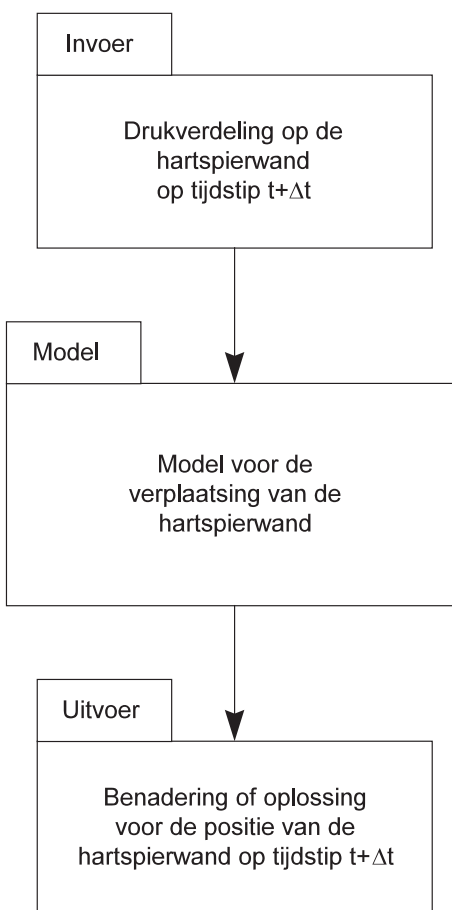 Invoer
Drukverdeling op de
hartspierwand
op tijdstip t+Δt
Model
Model voor de
verplaatsing van de
hartspierwand
Uitvoer
Benadering of oplossing
voor de positie van de
hartspierwand op tijdstip t+Δt